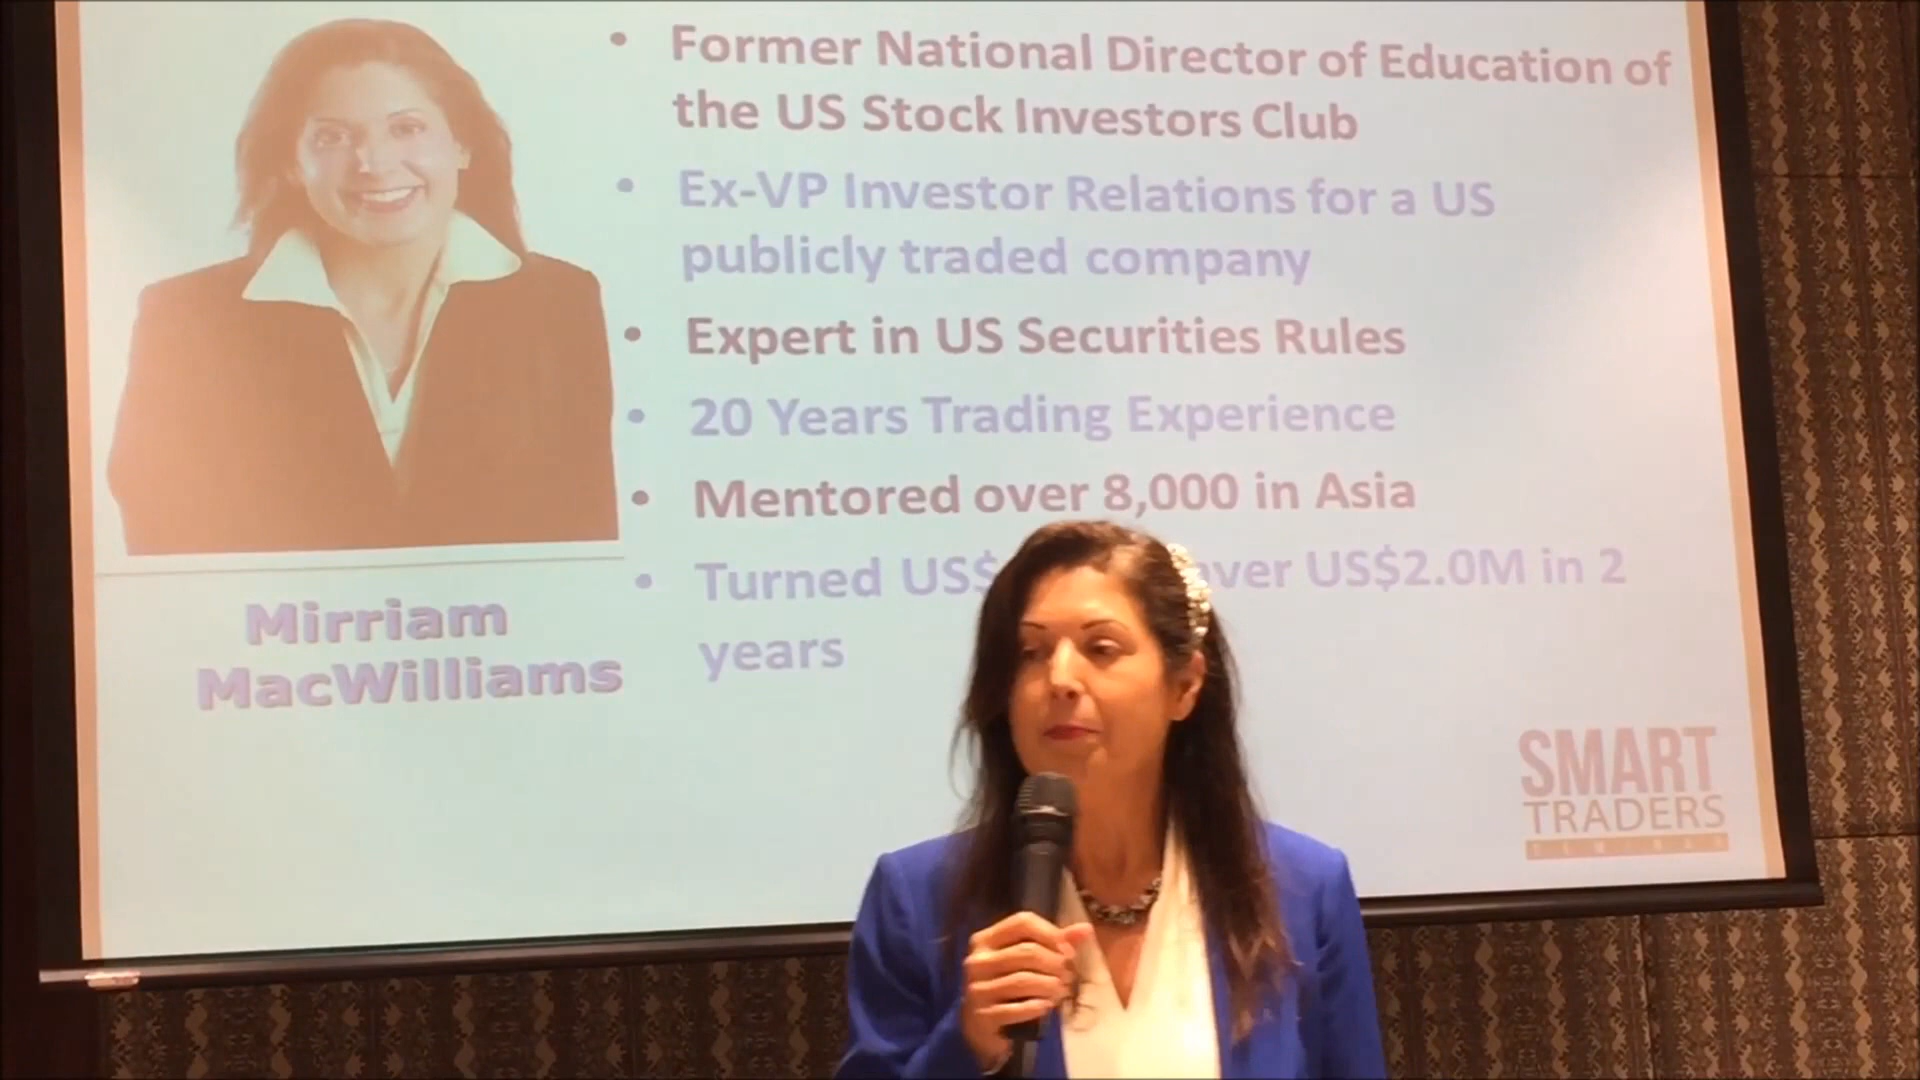 Former National Director of Education of
the US Stock Investors Club
Ex-VP Investor Relations for a US
publicly traded company
Expert in US Securities Rules
20 Years Trading Experience
Mentored over 8,000 in Asia
Turned US$ over US$2.0M in 2
years
Mirriam
MacWilliams
SMART
TRADERS